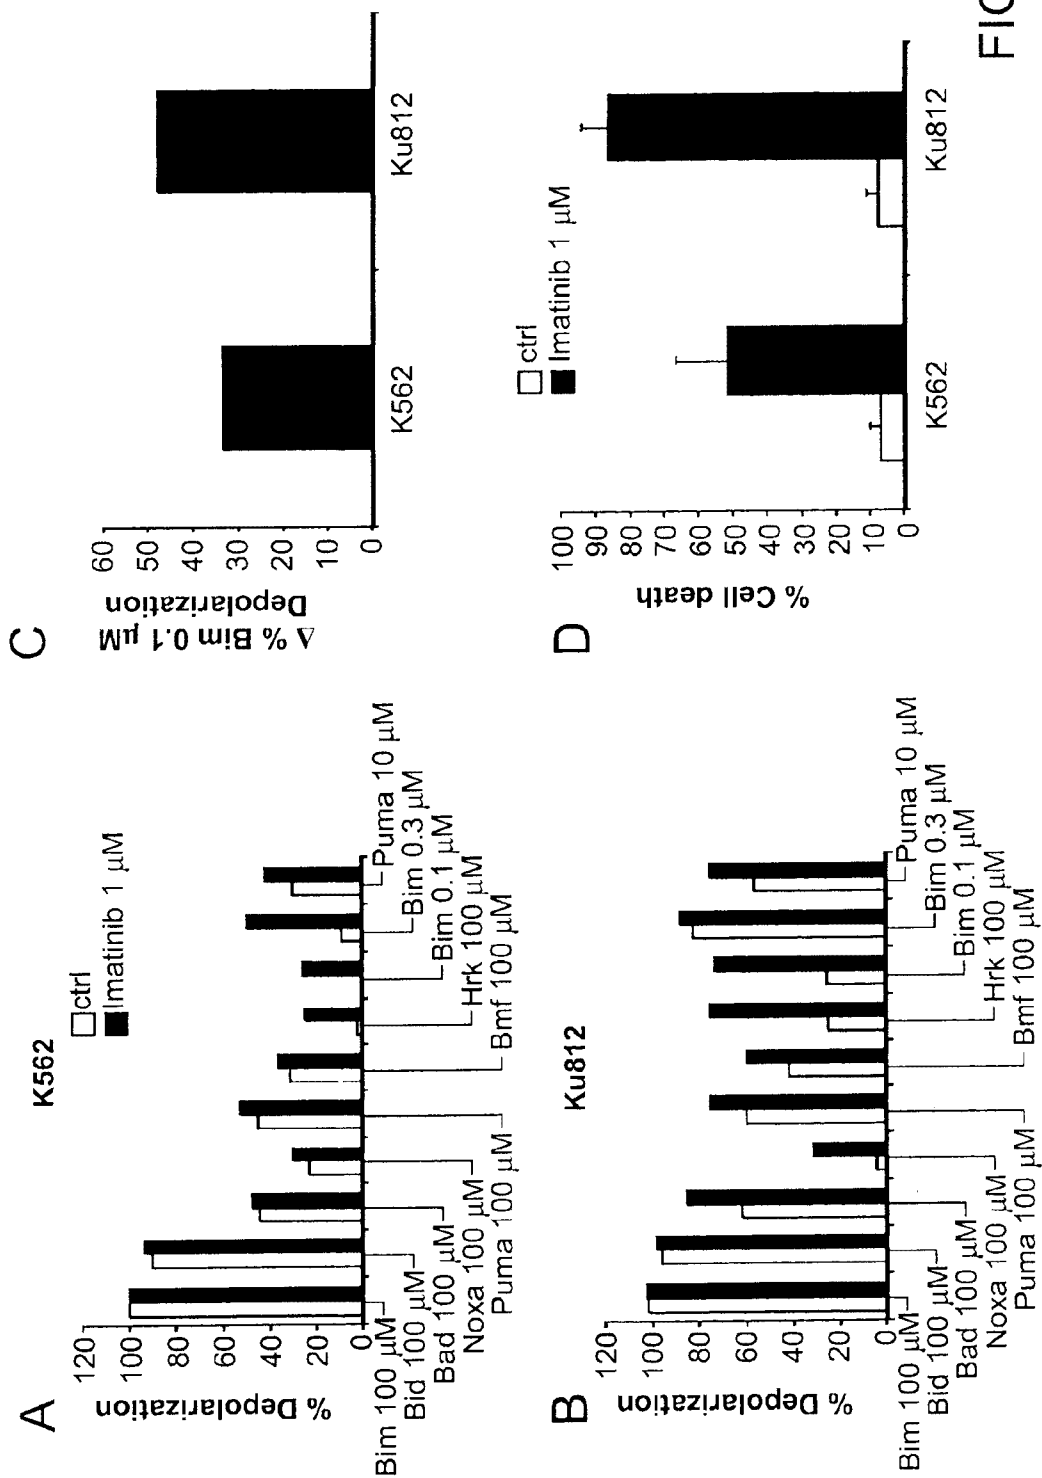 A
K562
ctrl
Imatinib 1 µM
% Depolarization
120
100
80
60
40
20
0
Bim 100 µM
Bid 100 µM
Bad 100 µM
Noxa 100 µM
Puma 100 µM
Bmf 100 µM
Hrk 100 µM
Bim 0.1 µM
Bim 0.3 µM
Puma 10 µM
B
Ku812
% Depolarization
120
100
80
60
40
20
0
Bim 100 µM
Bid 100 µM
Bad 100 µM
Noxa 100 µM
Puma 100 µM
Bmf 100 µM
Hrk 100 µM
Bim 0.1 µM
Bim 0.3 µM
Puma 10 µM
C
Δ % Bim 0.1 µM
Depolarization
60
50
40
30
20
10
0
K562
Ku812
D
ctrl
Imatinib 1 µM
% Cell death
100
90
80
70
60
50
40
30
20
10
0
K562
Ku812